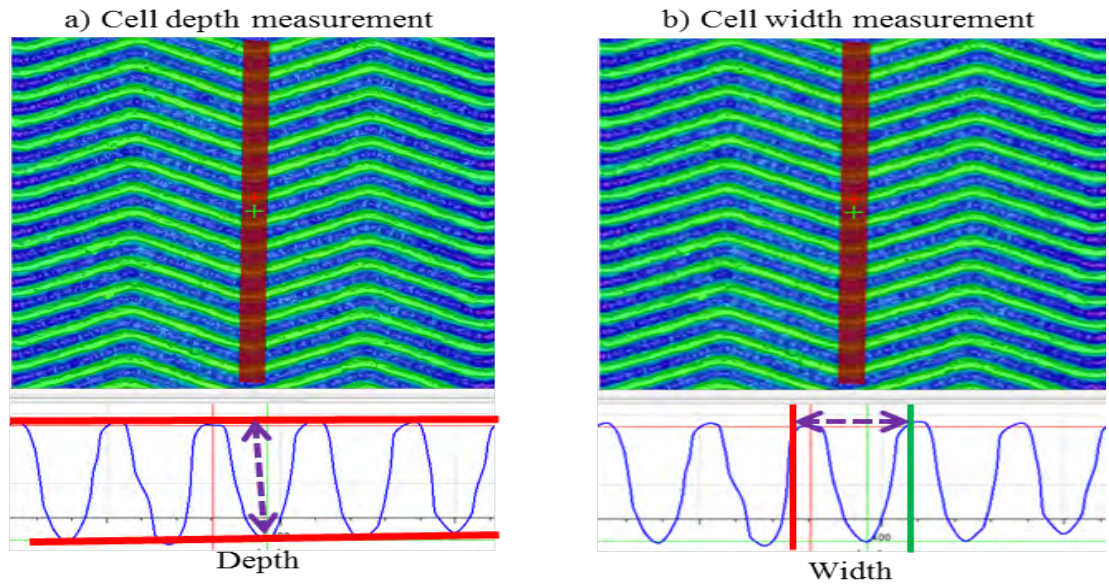 a) Cell depth measurement
b) Cell width measurement
Depth
Width